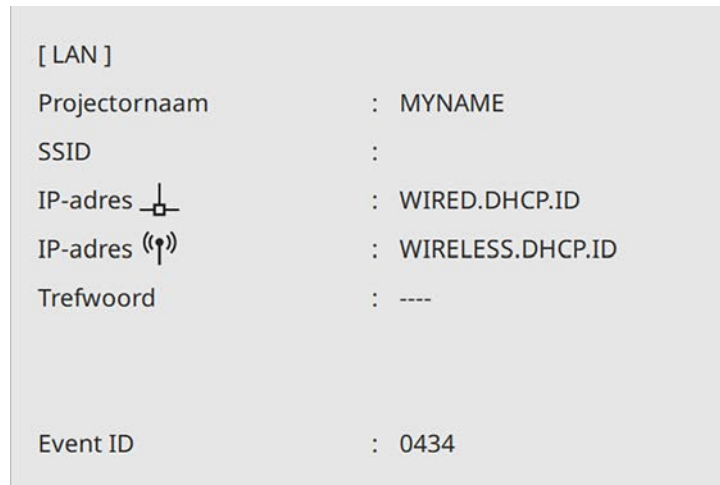 [ LAN ]
Projectornaam : MYNAME
SSID :
IP-adres : WIRED.DHCP.ID
IP-adres : WIRELESS.DHCP.ID
Trefwoord : ----
Event ID : 0434